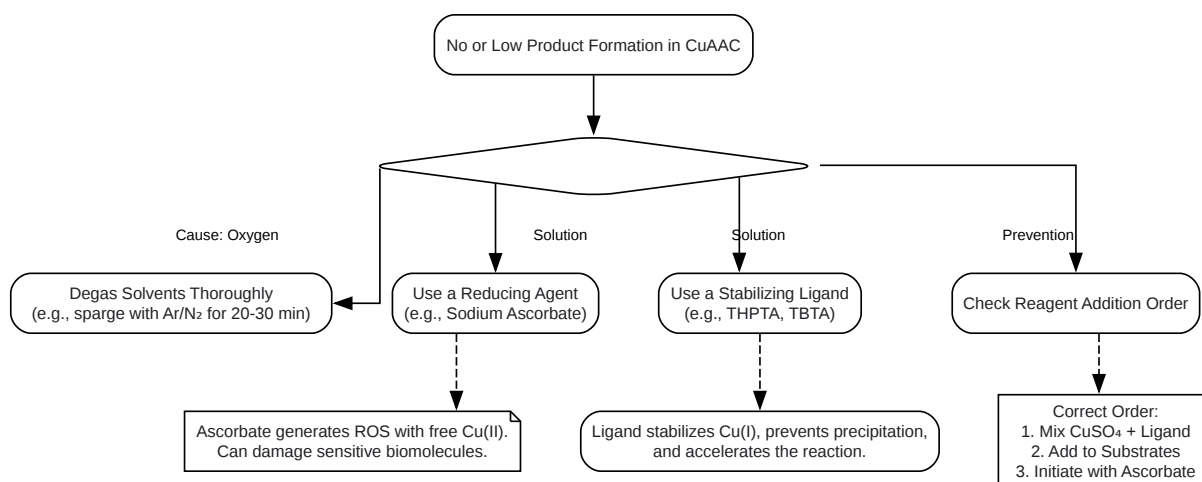 No or Low Product Formation in CuAAC
Cause: Oxygen
Solution
Solution
Prevention
Degas Solvents Thoroughly
(e.g., sparge with Ar/N₂ for 20-30 min)
Use a Reducing Agent
(e.g., Sodium Ascorbate)
Use a Stabilizing Ligand
(e.g., THPTA, TBTA)
Check Reagent Addition Order
Ascorbate generates ROS with free Cu(II).
Can damage sensitive biomolecules.
Ligand stabilizes Cu(I), prevents precipitation,
and accelerates the reaction.
Correct Order:
1. Mix CuSO₄ + Ligand
2. Add to Substrates
3. Initiate with Ascorbate